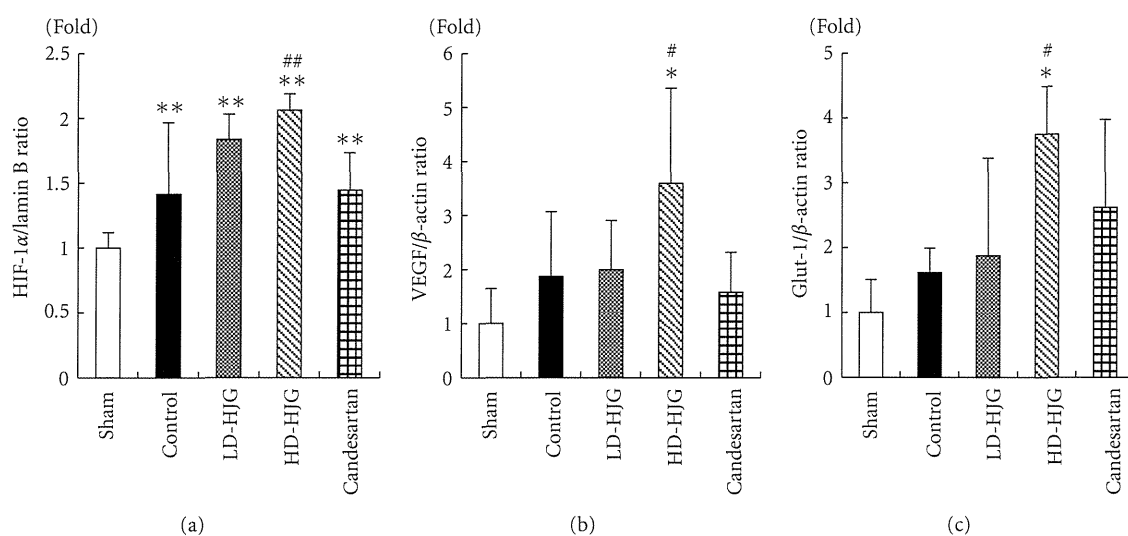 (Fold)
2.5
2
1.5
1
0.5
0
HIF-1α/lamin B ratio
**
**
##
**
**
Sham
Control
LD-HJG
HD-HJG
Candesartan
(a)
(Fold)
6
5
4
3
2
1
0
VEGF/β-actin ratio
#
*
Sham
Control
LD-HJG
HD-HJG
Candesartan
(b)
(Fold)
5
4
3
2
1
0
Glut-1/β-actin ratio
#
*
Sham
Control
LD-HJG
HD-HJG
Candesartan
(c)